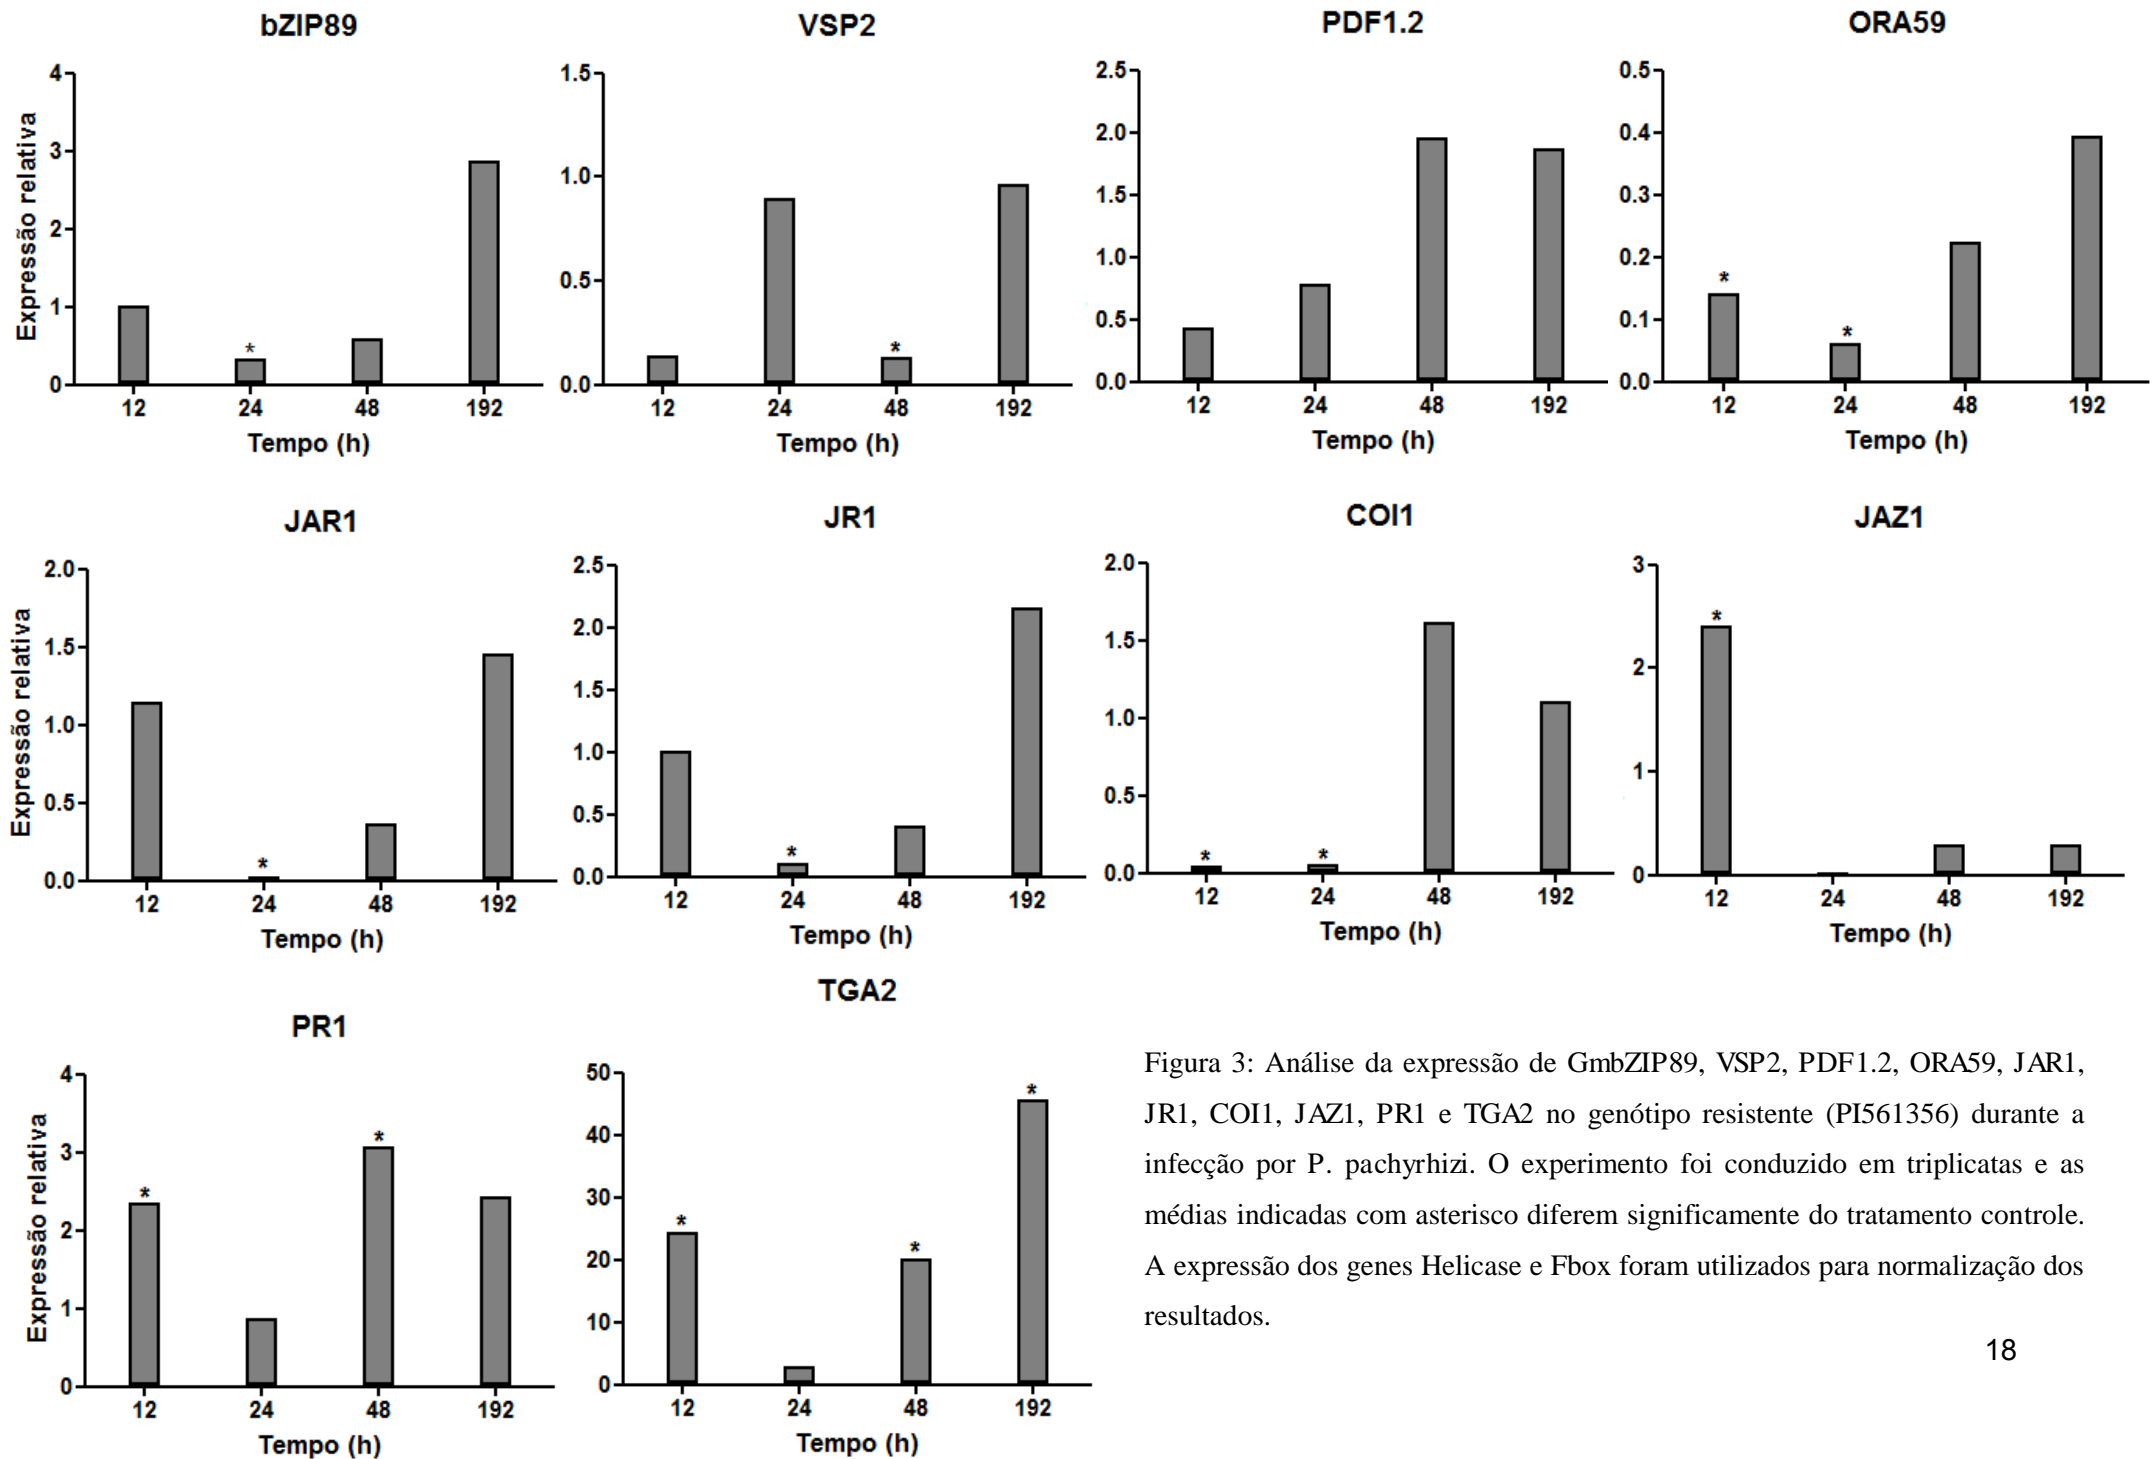 bZIP89
Expressão relativa
4
3
2
1
0
12 24 48 192
Tempo (h)
VSP2
1.5
1.0
0.5
0.0
12 24 48 192
Tempo (h)
PDF1.2
2.5
2.0
1.5
1.0
0.5
0.0
12 24 48 192
Tempo (h)
ORA59
0.5
0.4
0.3
0.2
0.1
0.0
12 24 48 192
Tempo (h)
* * * * *
JAR1
Expressão relativa
2.0
1.5
1.0
0.5
0.0
*
12 24 48 192
Tempo (h)
JR1
2.5
2.0
1.5
1.0
0.5
0.0
*
12 24 48 192
Tempo (h)
COI1
2.0
1.5
1.0
0.5
0.0
* *
12 24 48 192
Tempo (h)
JAZ1
3
2
1
0
*
12 24 48 192
Tempo (h)
PR1
Expressão relativa
4
3
2
1
0
* *
12 24 48 192
Tempo (h)
TGA2
50
40
30
20
10
0
* * *
12 24 48 192
Tempo (h)
Figura 3: Análise da expressão de GmbZIP89, VSP2, PDF1.2, ORA59, JAR1,
JR1, COI1, JAZ1, PR1 e TGA2 no genótipo resistente (PI561356) durante a
infecção por P. pachyrhizi. O experimento foi conduzido em triplicatas e as
médias indicadas com asterisco diferem significamente do tratamento controle.
A expressão dos genes Helicase e Fbox foram utilizados para normalização dos
resultados.
18